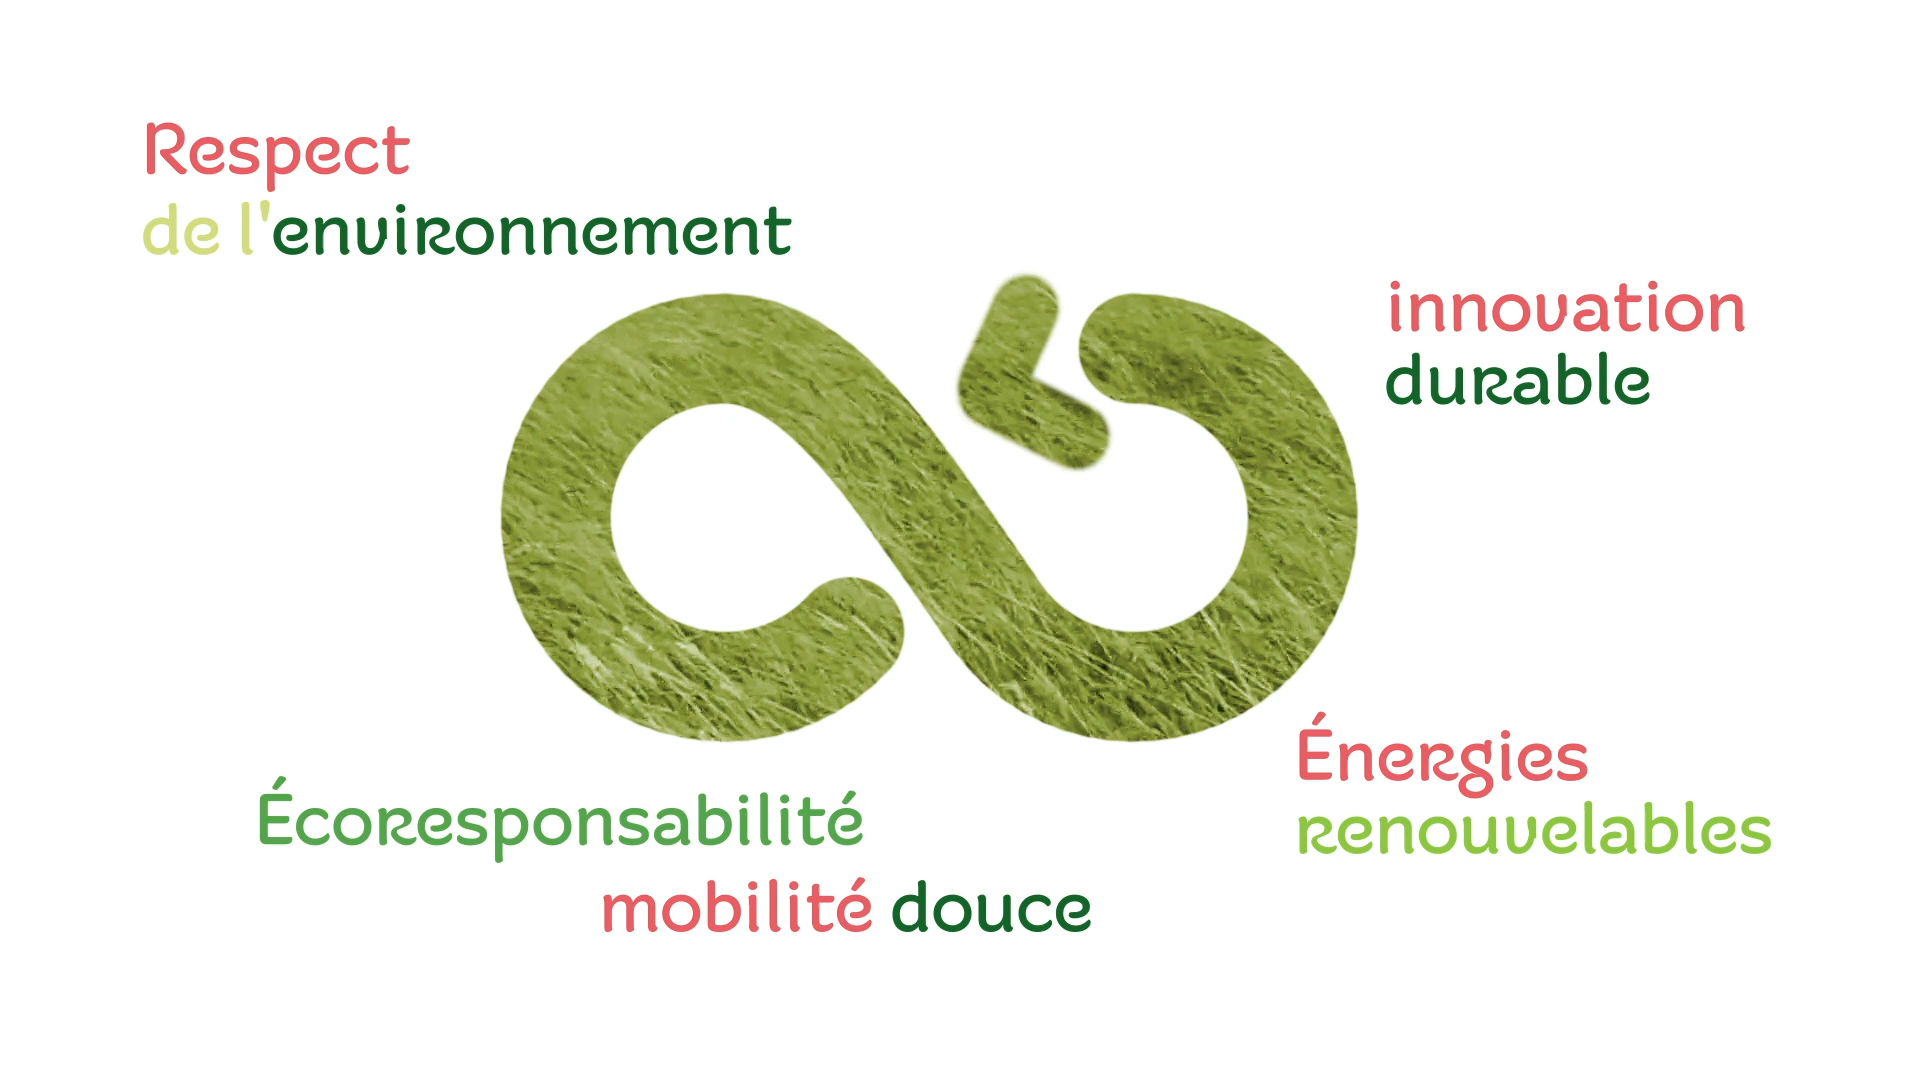 Respect
de l'environnement
innovation
durable
Énergies
renouvelables
Écoresponsabilité
mobilité douce